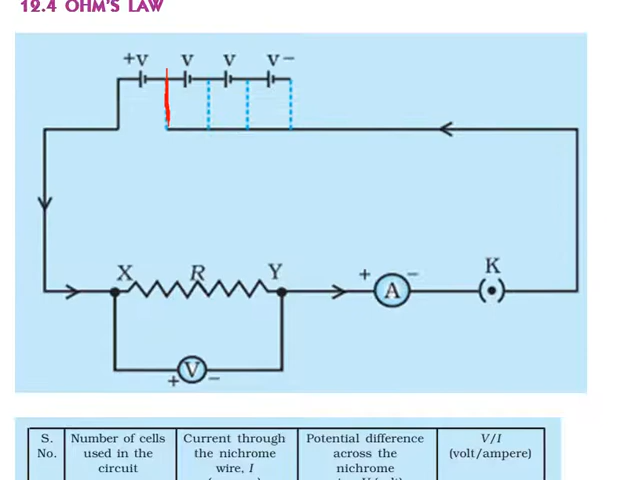 12.4 OHM'S LAW
+V V V V−
X R Y + − K
A
(•)
+ V −
S. No. Number of cells used in the circuit Current through the nichrome wire, I Potential difference across the nichrome V/I (volt/ampere)